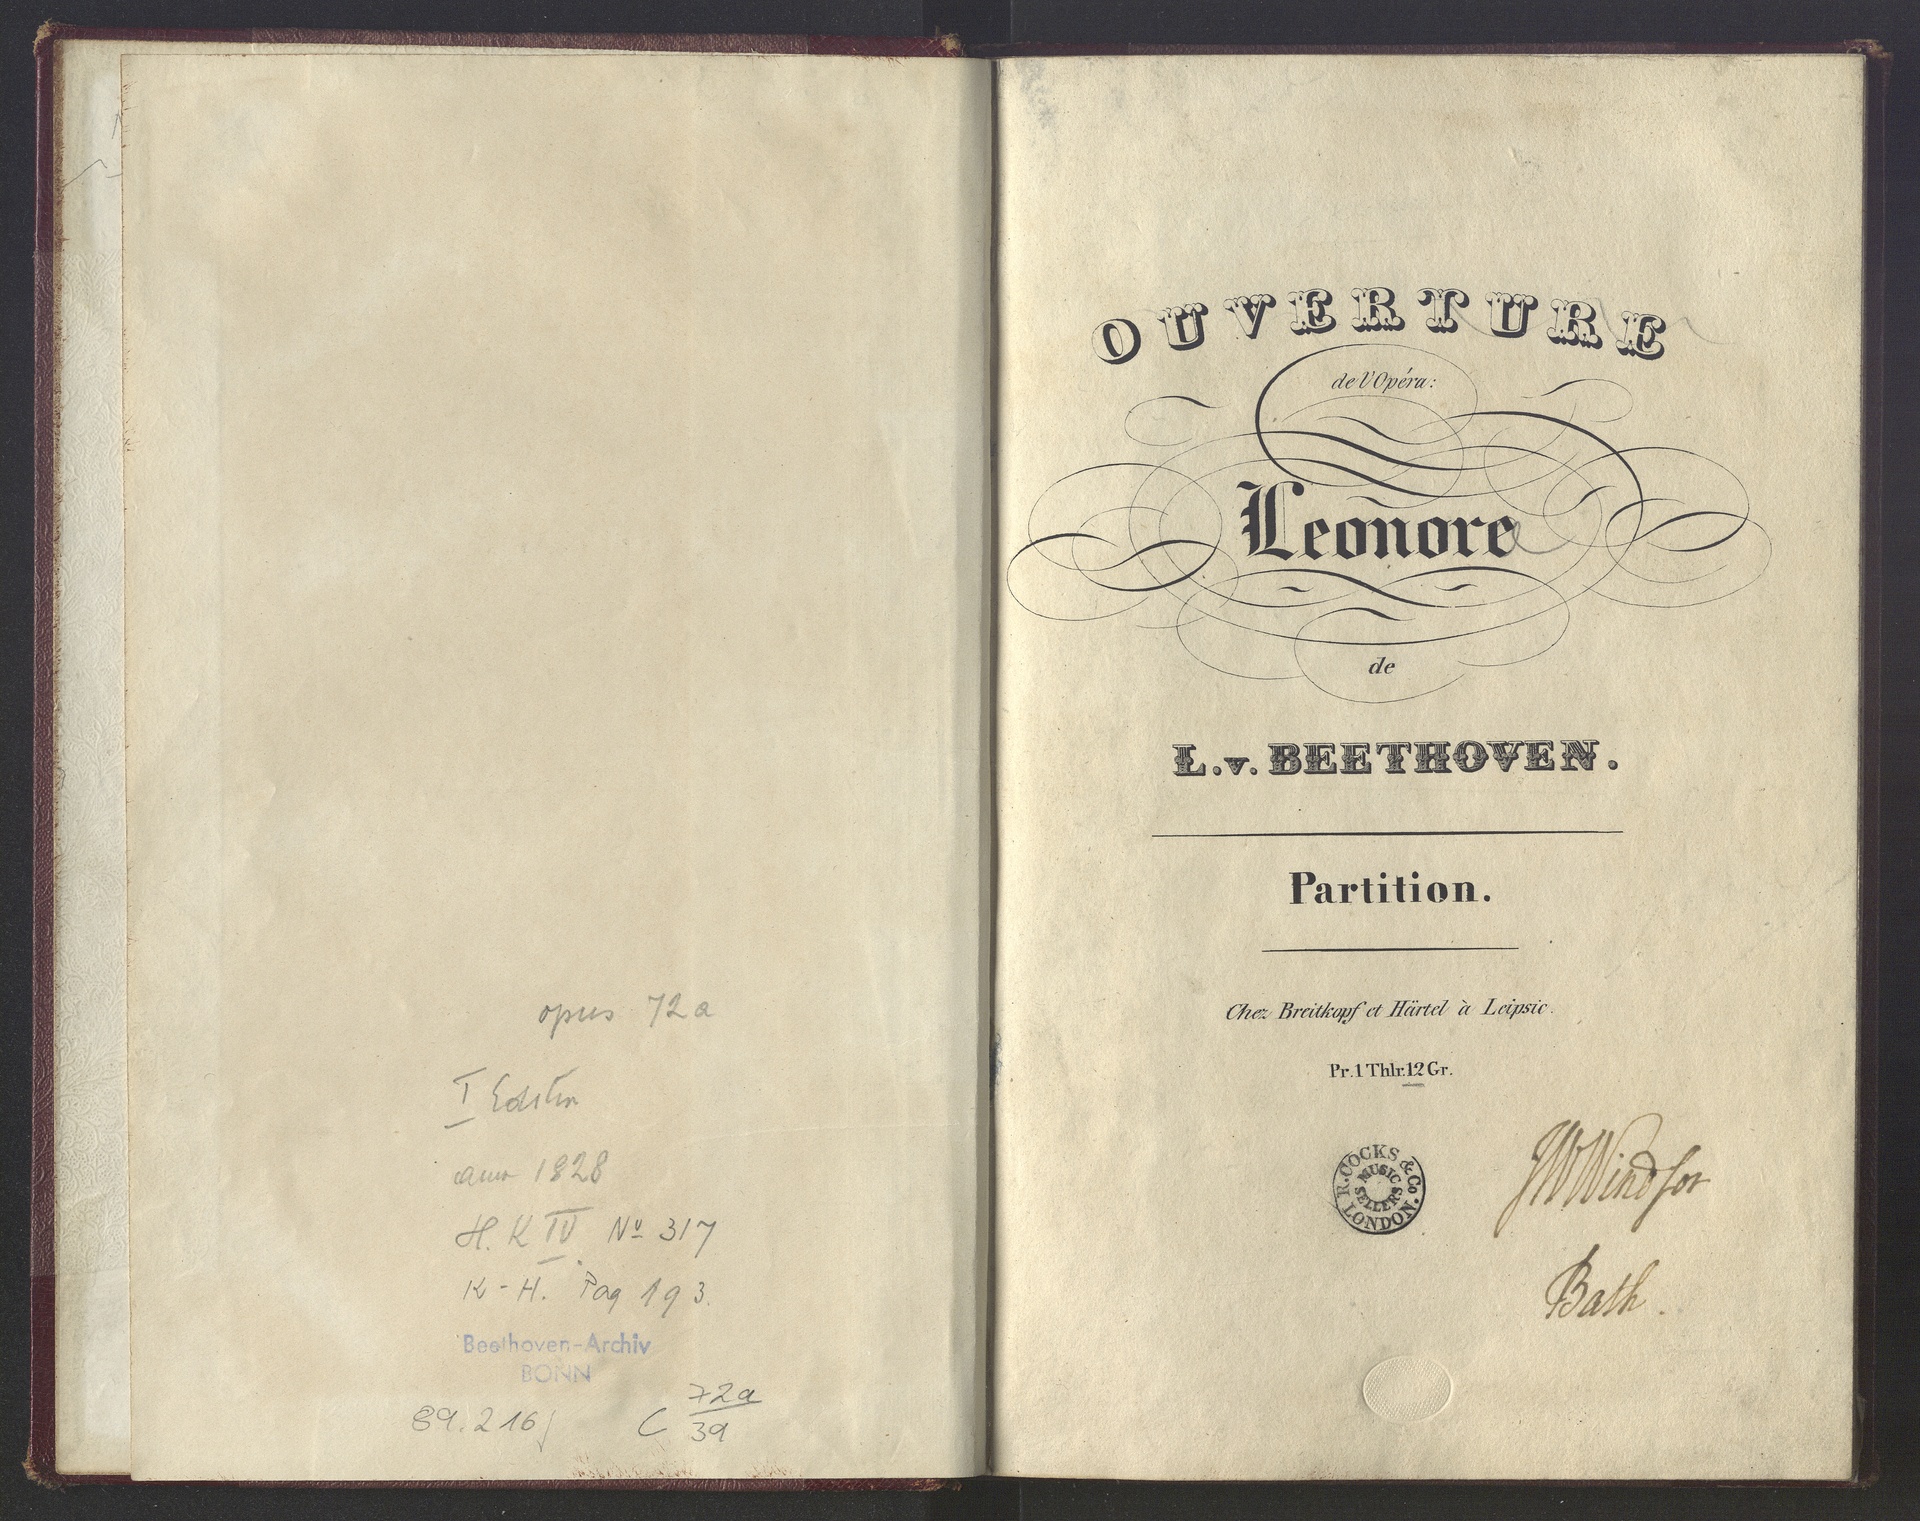 opus 72a
I Edition
anno 1828
H. K IV No 317
K-H. Pag 193.
Beethoven-Archiv
BONN
89.216
C 72a
39
OUVERTURE
de l'Opéra:
Leonore
de
L.v. BEETHOVEN.
Partition.
Chez Breitkopf et Härtel à Leipsic.
Pr. 1 Thlr. 12 Gr.
R. COCKS & Co. LONDON.
MUSIC SELLERS
JW Windsor
Bath.